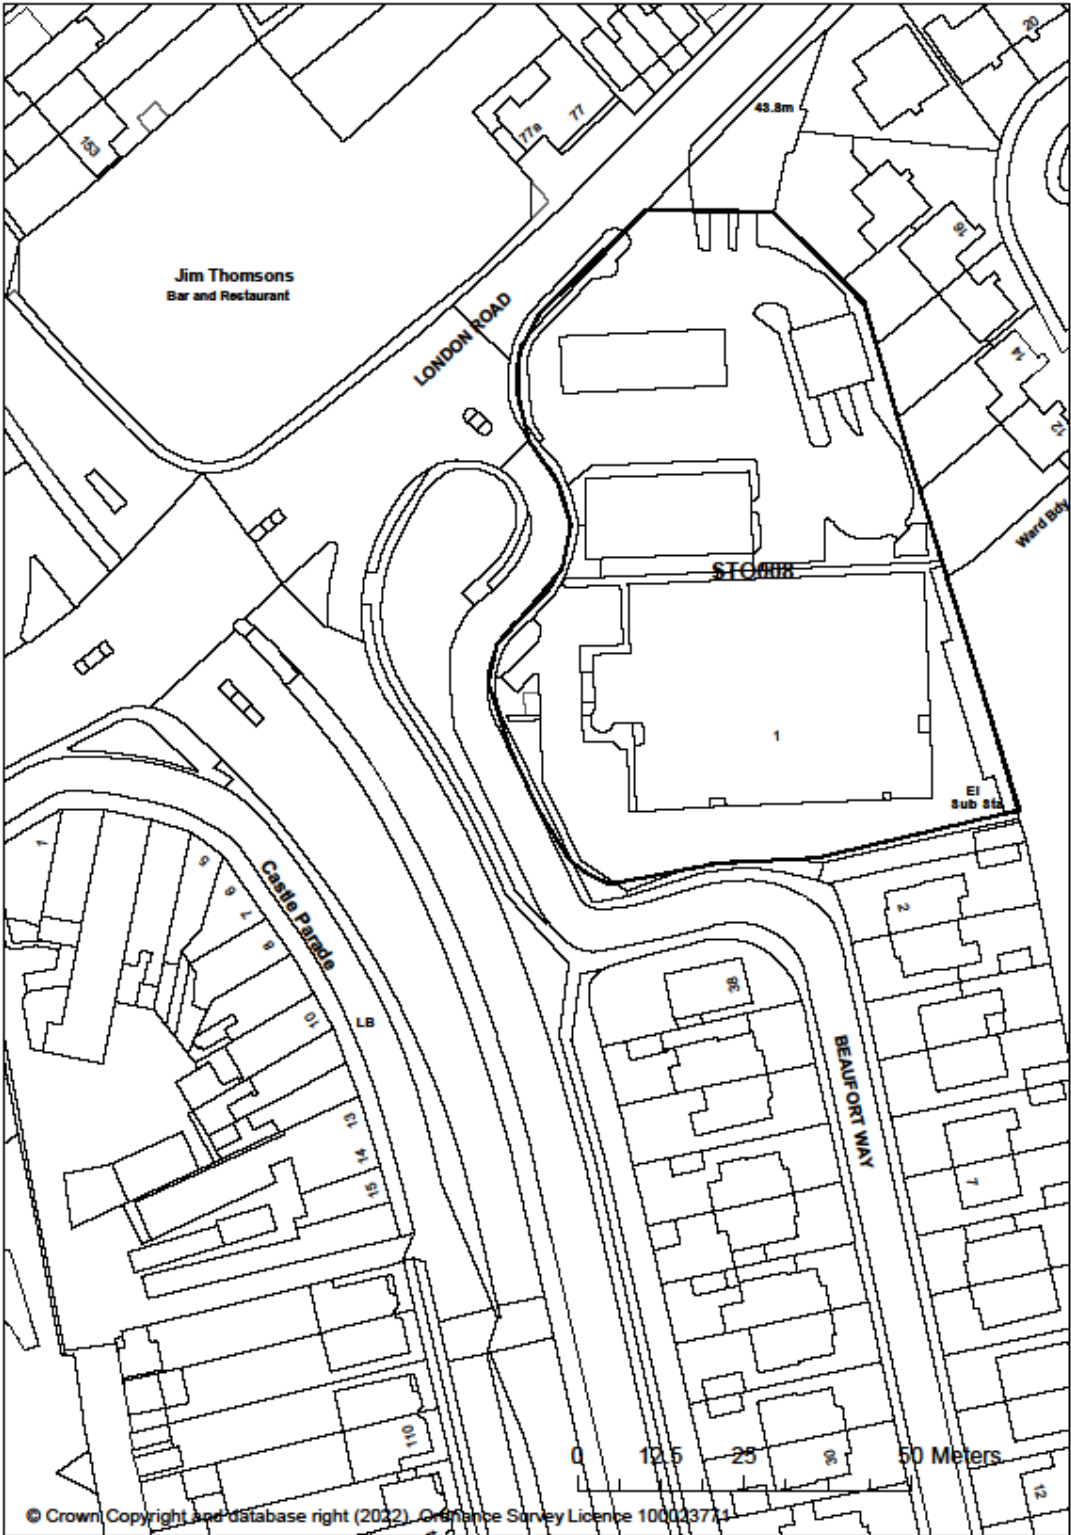 20
43.8m
77
77a
153
16
Jim Thomsons
Bar and Restaurant
LONDON ROAD
14
12
Ward Bdy
STO008
1
El
Sub Sta
1
5
6
7
8
Castle Parade
2
38
10
LB
BEAUFORT WAY
13
14
15
7
110
30
12
0 12.5 25 50 Meters
© Crown Copyright and database right (2022). Ordnance Survey Licence 100023771